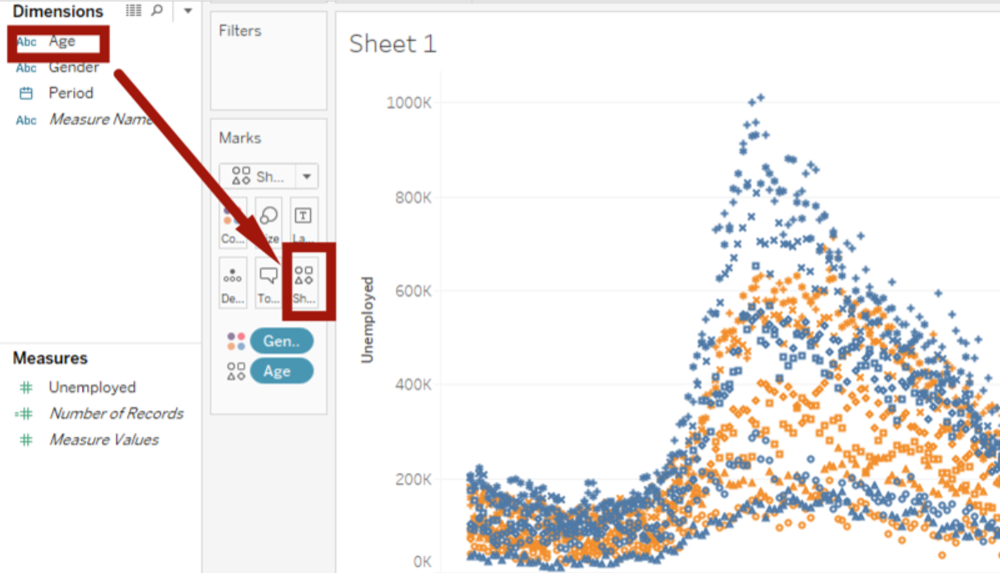 Dimensions
Abc Age
Abc Gender
Period
Abc Measure Name
Measures
Unemployed
Number of Records
Measure Values
Filters
Marks
Sh...
Co... ize La...
De... To... Sh...
Gen..
Age
Sheet 1
1000K
800K
600K
400K
200K
0K
Unemployed